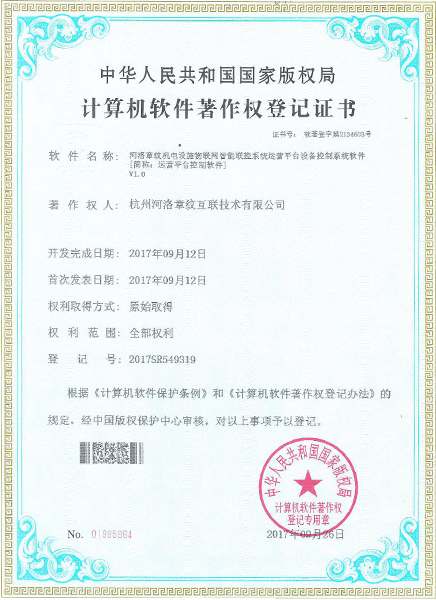 中华人民共和国国家版权局
计算机软件著作权登记证书
证书号： 软著登字第2134603号
软件名称： 河洛章纹机电设施物联网智能联控系统运营平台设备控制系统软件
[简称：运营平台控制软件]
V1.0
著作权人： 杭州河洛章纹互联技术有限公司
开发完成日期： 2017年09月12日
首次发表日期： 2017年09月12日
权利取得方式： 原始取得
权利范围： 全部权利
登记号： 2017SR549319
根据《计算机软件保护条例》和《计算机软件著作权登记办法》的
规定，经中国版权保护中心审核，对以上事项予以登记。
中华人民共和国国家版权局
计算机软件著作权
登记专用章
No. 01985964
2017年09月26日